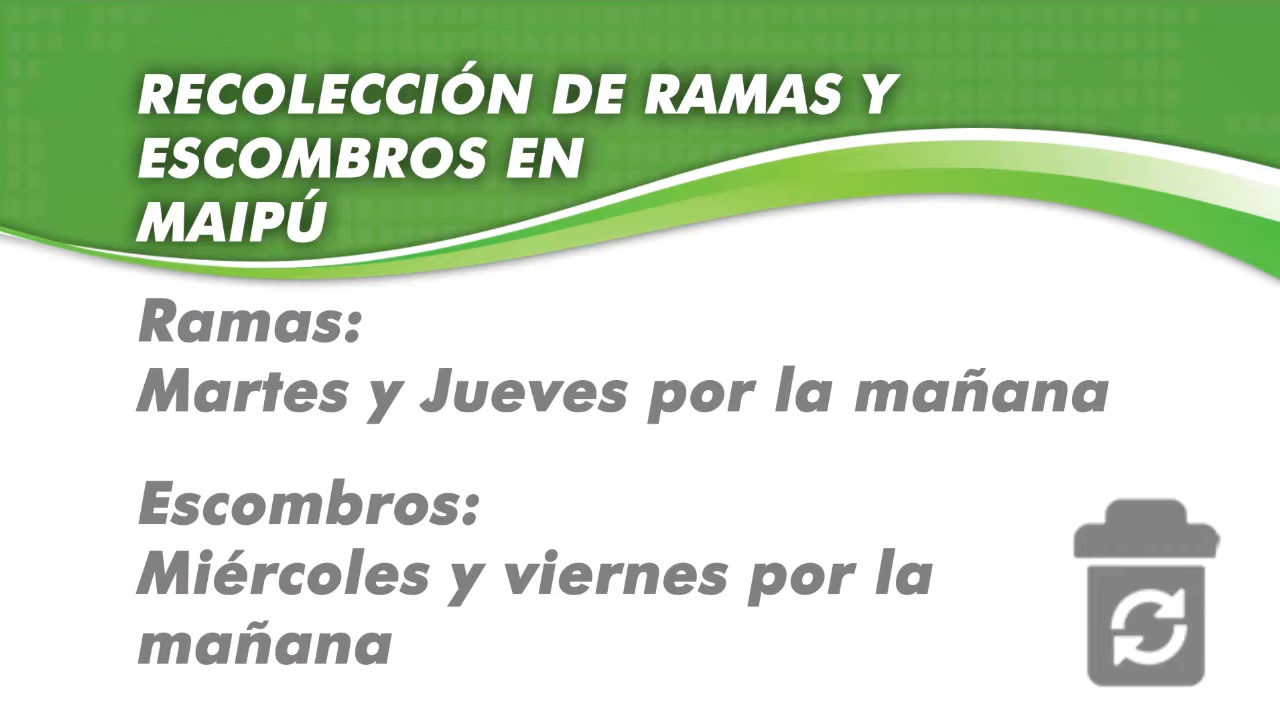 RECOLECCIÓN DE RAMAS Y
ESCOMBROS EN
MAIPÚ
Ramas:
Martes y Jueves por la mañana
Escombros:
Miércoles y viernes por la
mañana